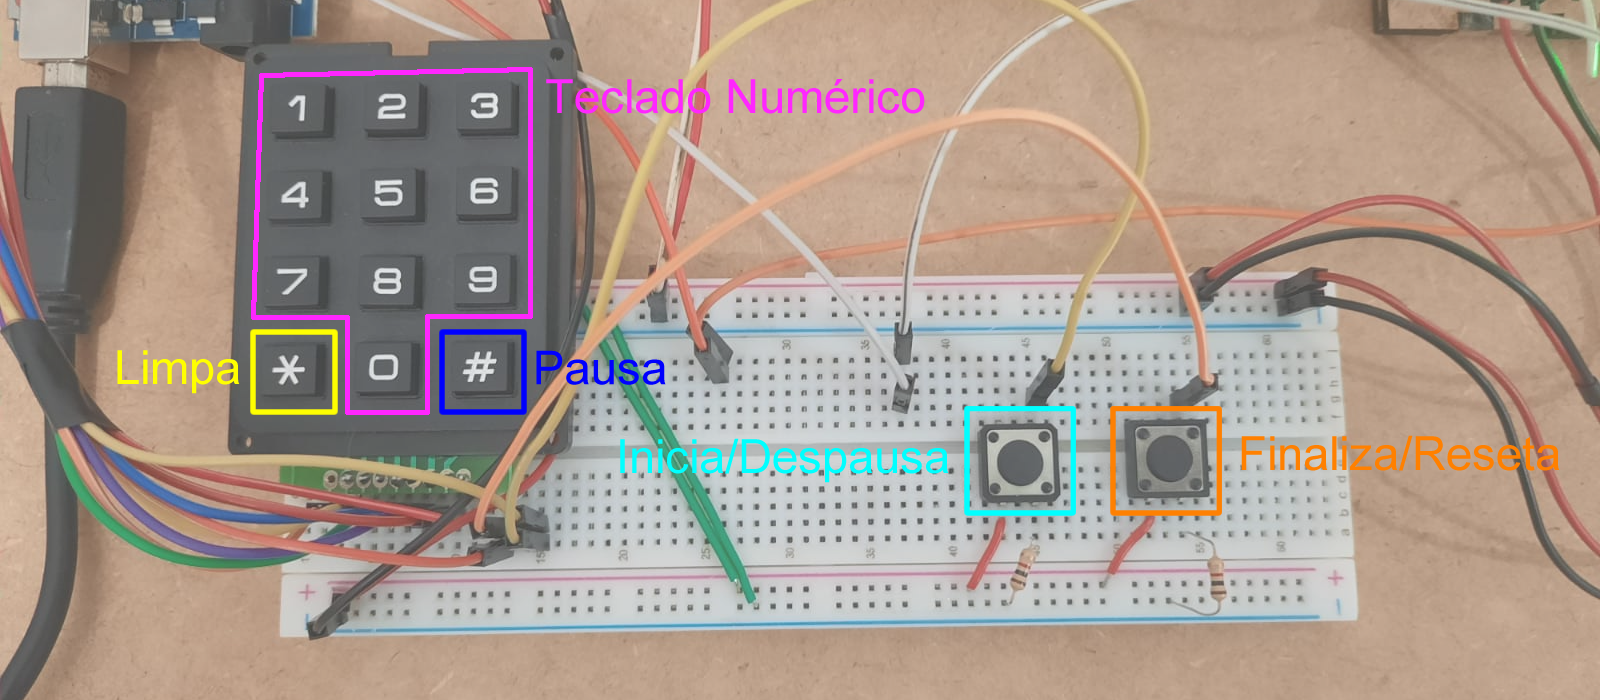 Teclado Numérico
1 2 3
4 5 6
7 8 9
Limpa * 0 # Pausa
Inicia/Despausa
Finaliza/Reseta